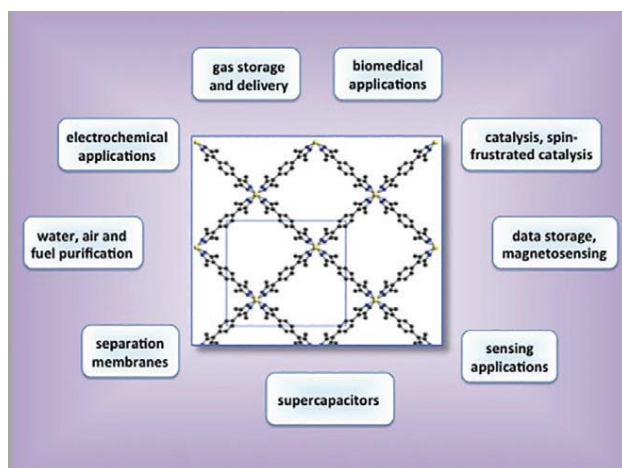 gas storage
and delivery
biomedical
applications
electrochemical
applications
catalysis, spin-
frustrated catalysis
water, air and
fuel purification
data storage,
magnetosensing
separation
membranes
sensing
applications
supercapacitors